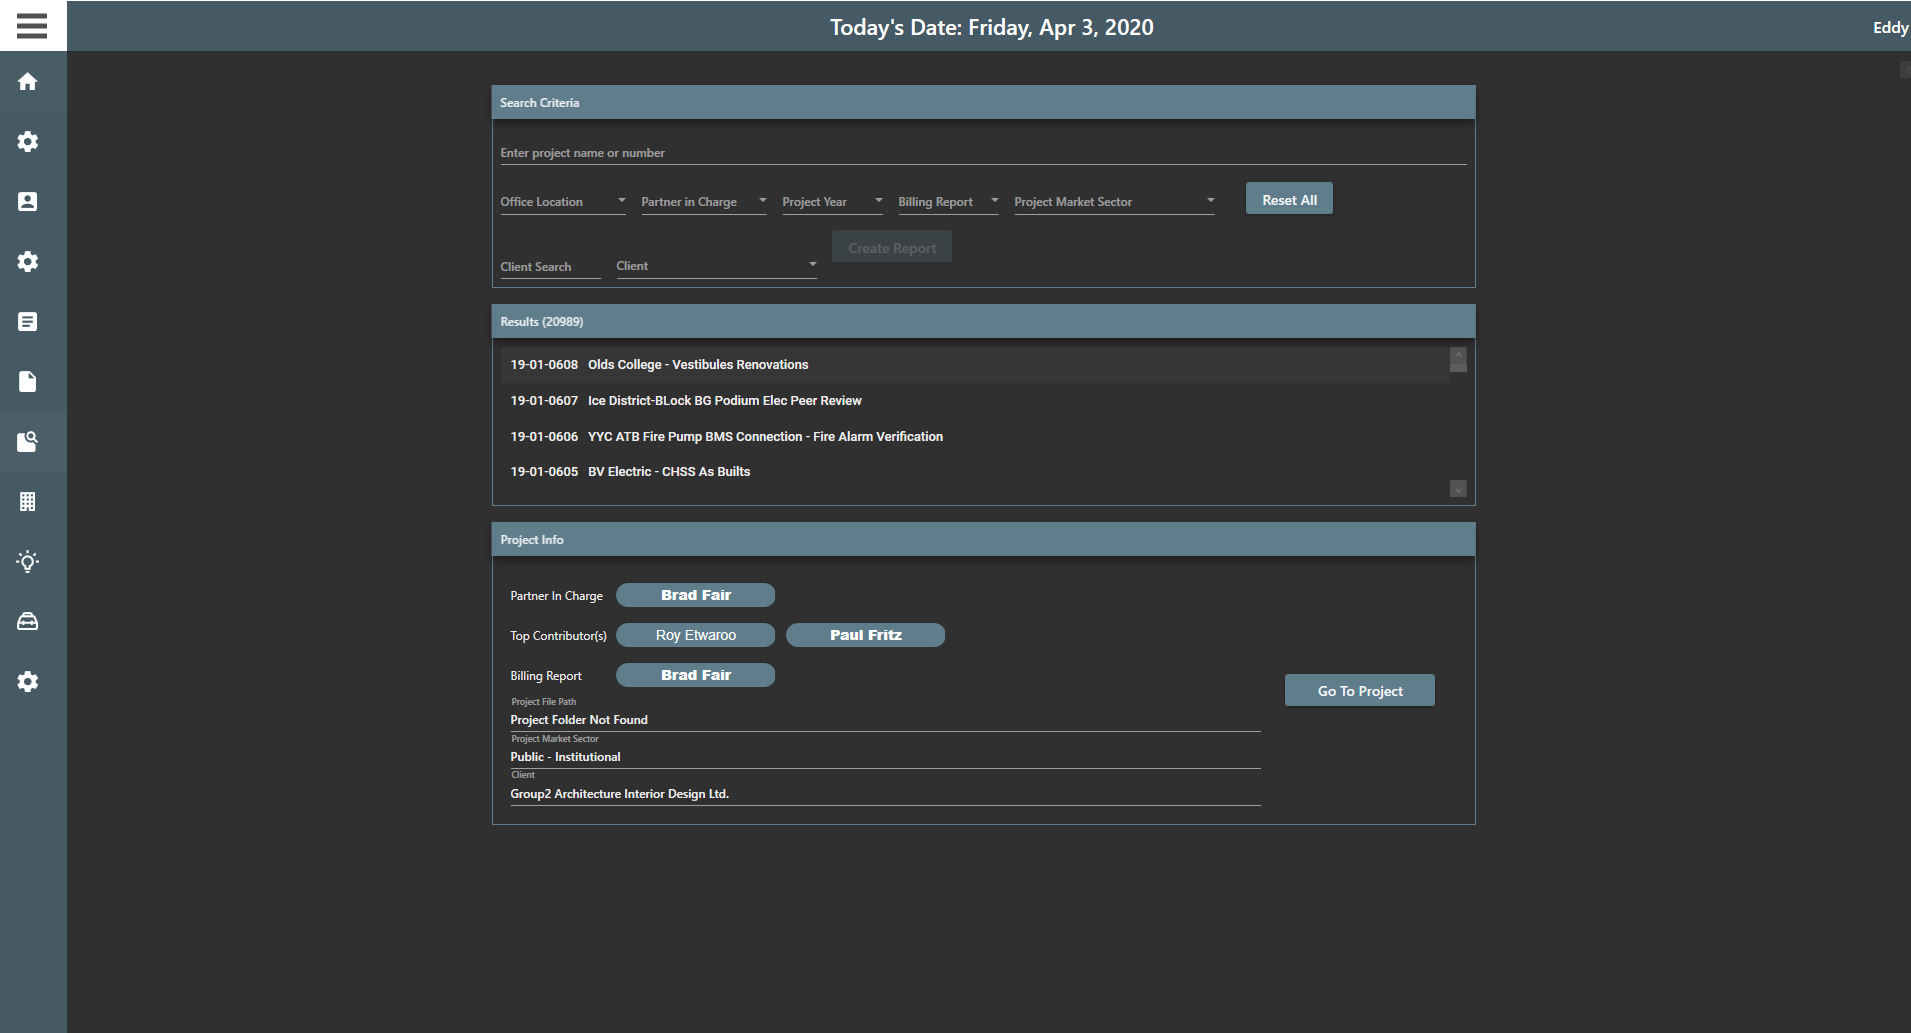 Today's Date: Friday, Apr 3, 2020
Eddy
Search Criteria
Enter project name or number
Office Location
Partner in Charge
Project Year
Billing Report
Project Market Sector
Reset All
Client Search
Client
Create Report
Results (20989)
19-01-0608 Olds College - Vestibules Renovations
19-01-0607 Ice District-BLock BG Podium Elec Peer Review
19-01-0606 YYC ATB Fire Pump BMS Connection - Fire Alarm Verification
19-01-0605 BV Electric - CHSS As Builts
Project Info
Partner In Charge Brad Fair
Top Contributor(s) Roy Etwaroo Paul Fritz
Billing Report Brad Fair
Go To Project
Project File Path
Project Folder Not Found
Project Market Sector
Public - Institutional
Client
Group2 Architecture Interior Design Ltd.